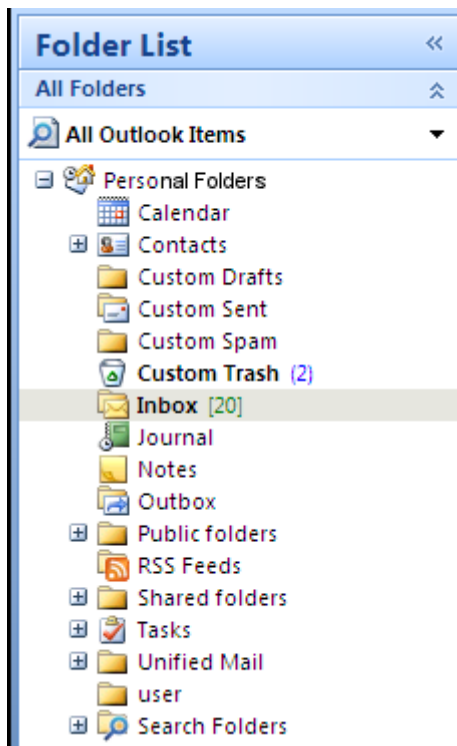 Folder List
All Folders
All Outlook Items
Personal Folders
Calendar
Contacts
Custom Drafts
Custom Sent
Custom Spam
Custom Trash (2)
Inbox [20]
Journal
Notes
Outbox
Public folders
RSS Feeds
Shared folders
Tasks
Unified Mail
user
Search Folders